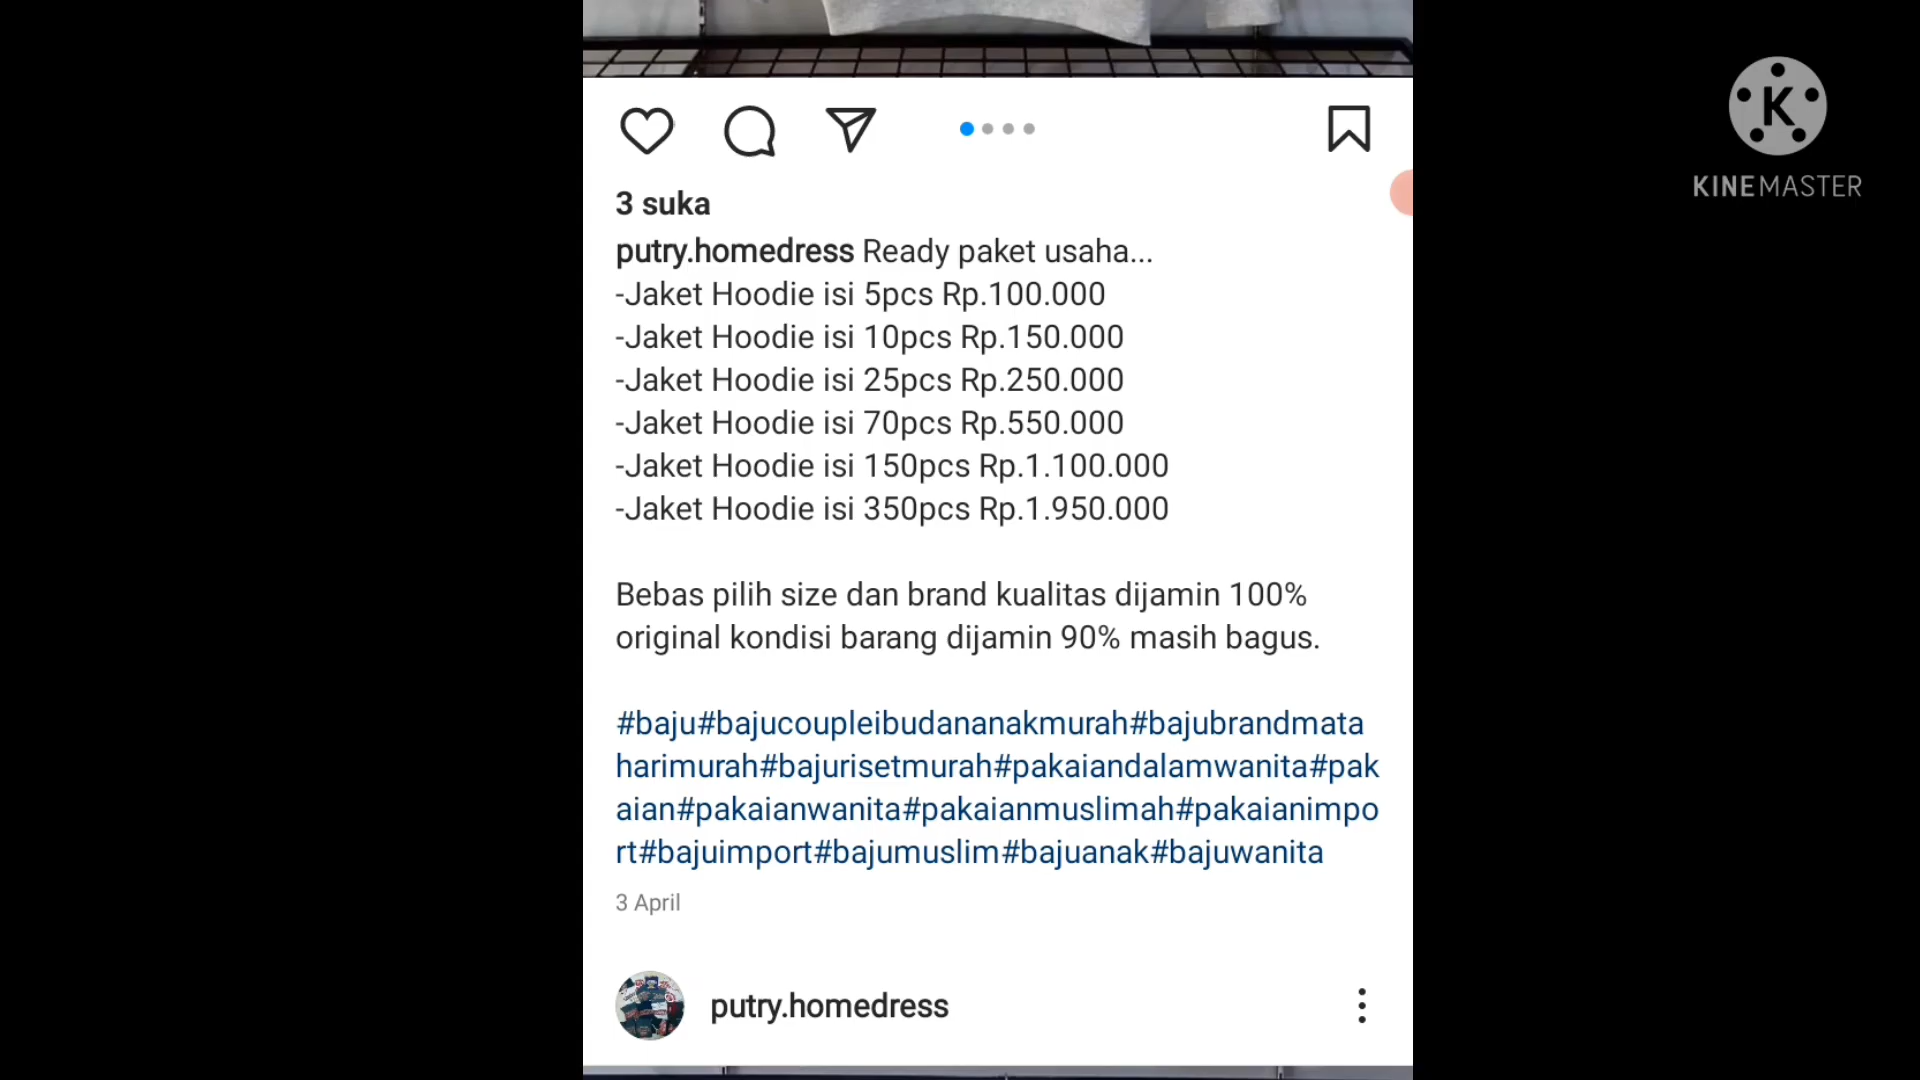 K
KINEMASTER
3 suka
putry.homedress Ready paket usaha...
-Jaket Hoodie isi 5pcs Rp.100.000
-Jaket Hoodie isi 10pcs Rp.150.000
-Jaket Hoodie isi 25pcs Rp.250.000
-Jaket Hoodie isi 70pcs Rp.550.000
-Jaket Hoodie isi 150pcs Rp.1.100.000
-Jaket Hoodie isi 350pcs Rp.1.950.000
Bebas pilih size dan brand kualitas dijamin 100%
original kondisi barang dijamin 90% masih bagus.
#baju#bajucoupleibudananakmurah#bajubrandmata
harimurah#bajurisetmurah#pakaiandalamwanita#pak
aian#pakaianwanita#pakaianmuslimah#pakaianimpo
rt#bajuimport#bajumuslim#bajuanak#bajuwanita
3 April
putry.homedress